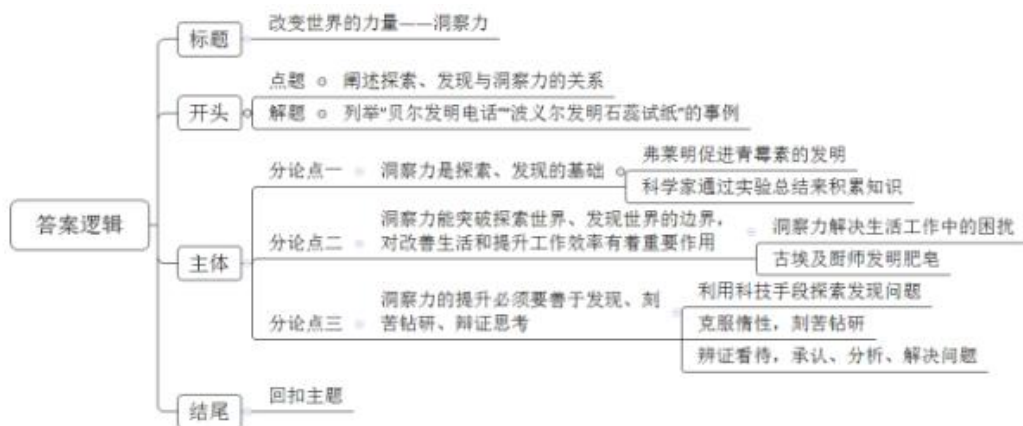 答案逻辑
标题
改变世界的力量——洞察力
开头
点题
阐述探索、发现与洞察力的关系
解题
列举“贝尔发明电话”“波义尔发明石蕊试纸”的事例
主体
分论点一
洞察力是探索、发现的基础
弗莱明促进青霉素的发明
科学家通过实验总结来积累知识
分论点二
洞察力能突破探索世界、发现世界的边界，
对改善生活和提升工作效率有着重要作用
洞察力解决生活工作中的困扰
古埃及厨师发明肥皂
分论点三
洞察力的提升必须要善于发现、刻
苦钻研、辩证思考
利用科技手段探索发现问题
克服惰性，刻苦钻研
辨证看待，承认、分析、解决问题
结尾
回扣主题